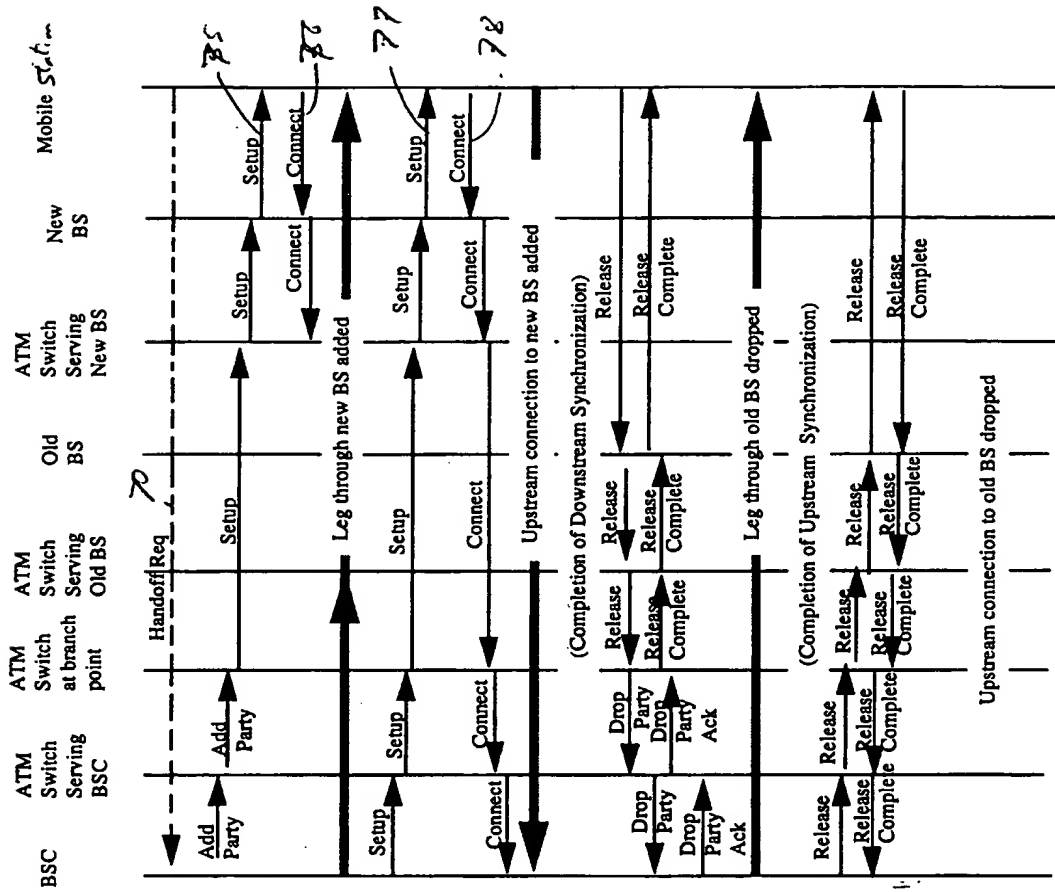 BSC
ATM
Switch
Serving
BSC
ATM
Switch
at branch
point
ATM
Switch
Serving
Old BS
Old
BS
ATM
Switch
Serving
New BS
New
BS
Mobile Station
70
Handoff Req
Add
Party
Add
Party
Setup
Setup
Setup
75
Connect
Connect
76
Leg through new BS added
Setup
Setup
Setup
Setup
Setup
77
Connect
Connect
Connect
Connect
Connect
78
Upstream connection to new BS added
(Completion of Downstream Synchronization)
Release
Release
Complete
Release
Release
Complete
Release
Release
Complete
Drop
Party
Drop
Party
Ack
Drop
Party
Drop
Party
Ack
Leg through old BS dropped
(Completion of Upstream Synchronization)
Release
Release
Complete
Release
Release
Complete
Release
Release
Complete
Release
Release
Complete
Release
Release
Complete
Upstream connection to old BS dropped